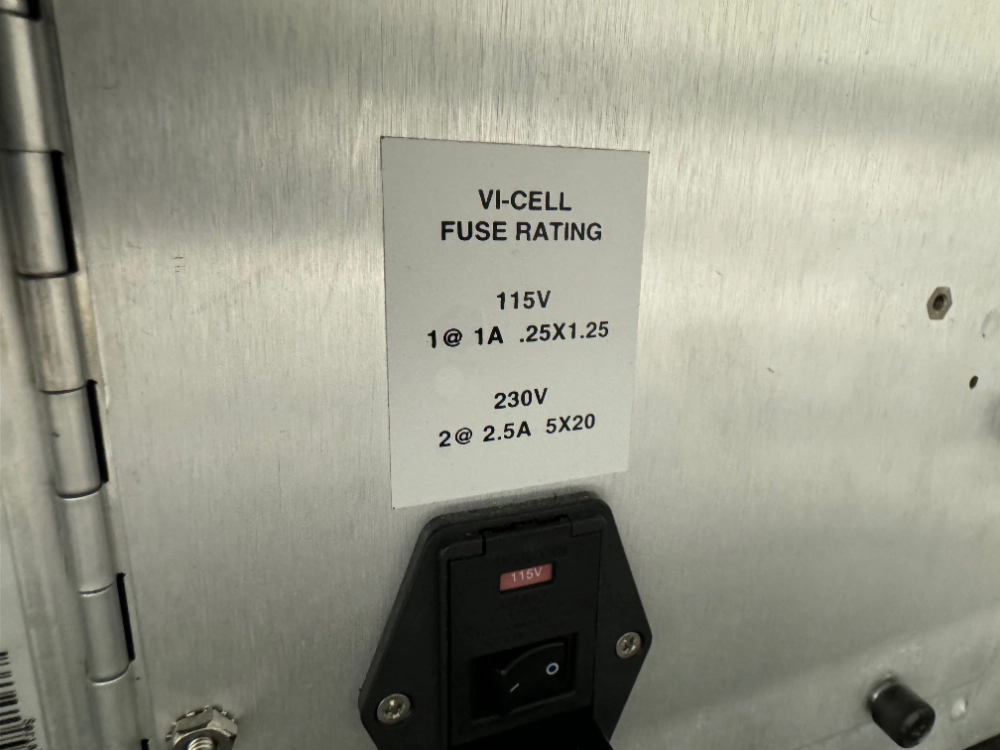 VI-CELL
FUSE RATING
115V
1@ 1A .25X1.25
230V
2@ 2.5A 5X20
115V